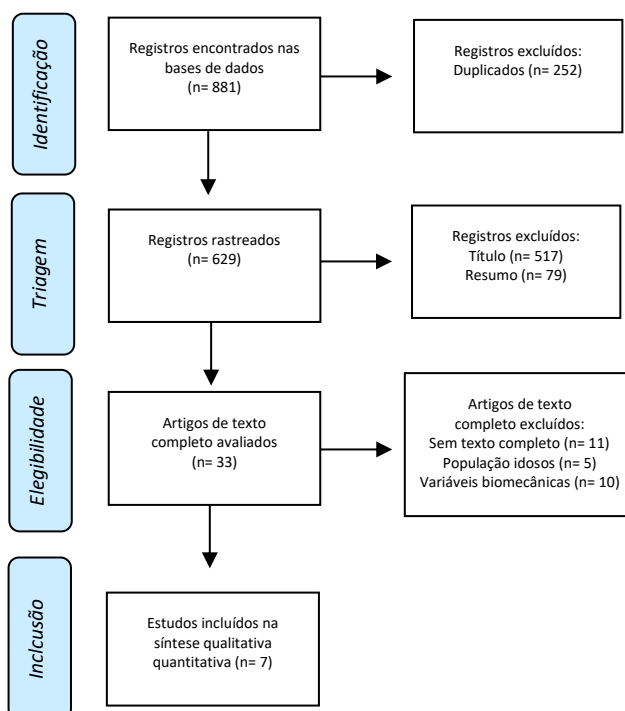 Identificação
Registros encontrados nas
bases de dados
(n= 881)
Registros excluídos:
Duplicados (n= 252)
Triagem
Registros rastreados
(n= 629)
Registros excluídos:
Título (n= 517)
Resumo (n= 79)
Elegibilidade
Artigos de texto
completo avaliados
(n= 33)
Artigos de texto
completo excluídos:
Sem texto completo (n= 11)
População idosos (n= 5)
Variáveis biomecânicas (n= 10)
Inclcusão
Estudos incluídos na
síntese qualitativa
quantitativa (n= 7)